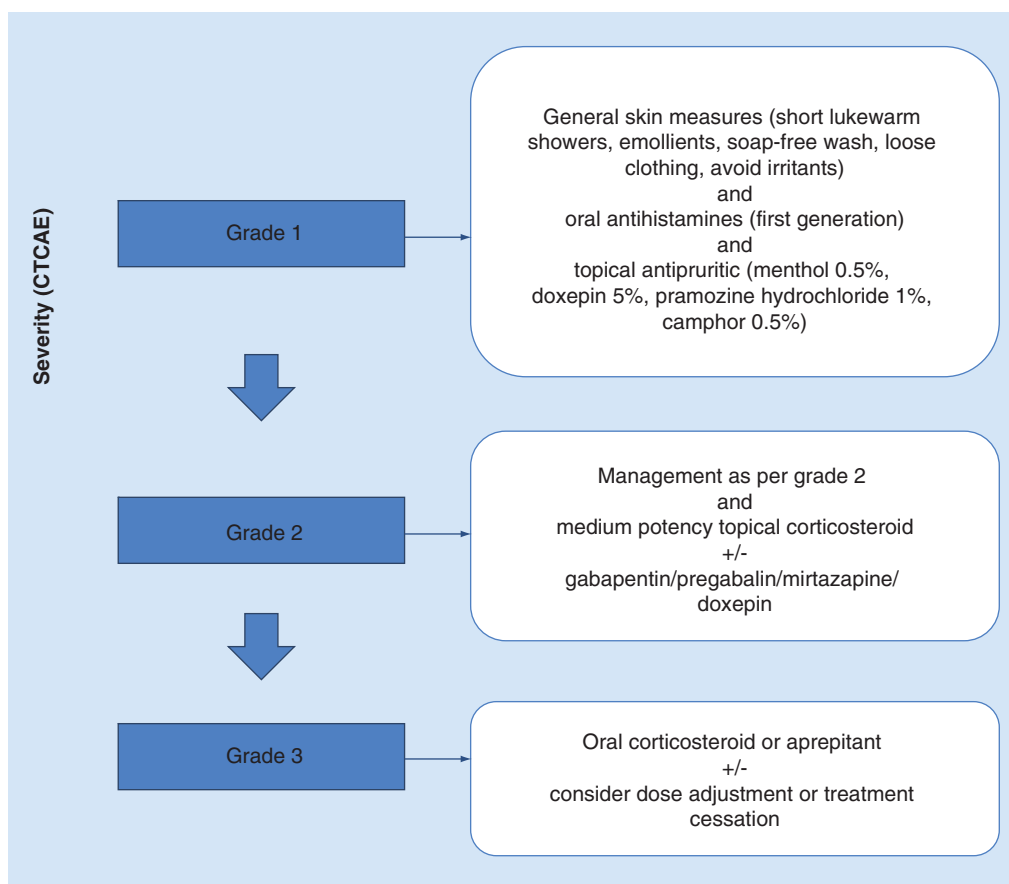 Severity (CTCAE)
Grade 1
General skin measures (short lukewarm
showers, emollients, soap-free wash, loose
clothing, avoid irritants)
and
oral antihistamines (first generation)
and
topical antipruritic (menthol 0.5%,
doxepin 5%, pramozine hydrochloride 1%,
camphor 0.5%)
Grade 2
Management as per grade 2
and
medium potency topical corticosteroid
+/-
gabapentin/pregabalin/mirtazapine/
doxepin
Grade 3
Oral corticosteroid or aprepitant
+/-
consider dose adjustment or treatment
cessation